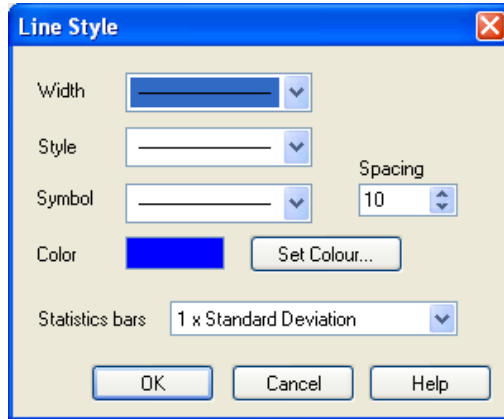 Line Style
Width
Style
Spacing
Symbol
10
Color
Set Colour...
Statistics bars
1 x Standard Deviation
OK
Cancel
Help